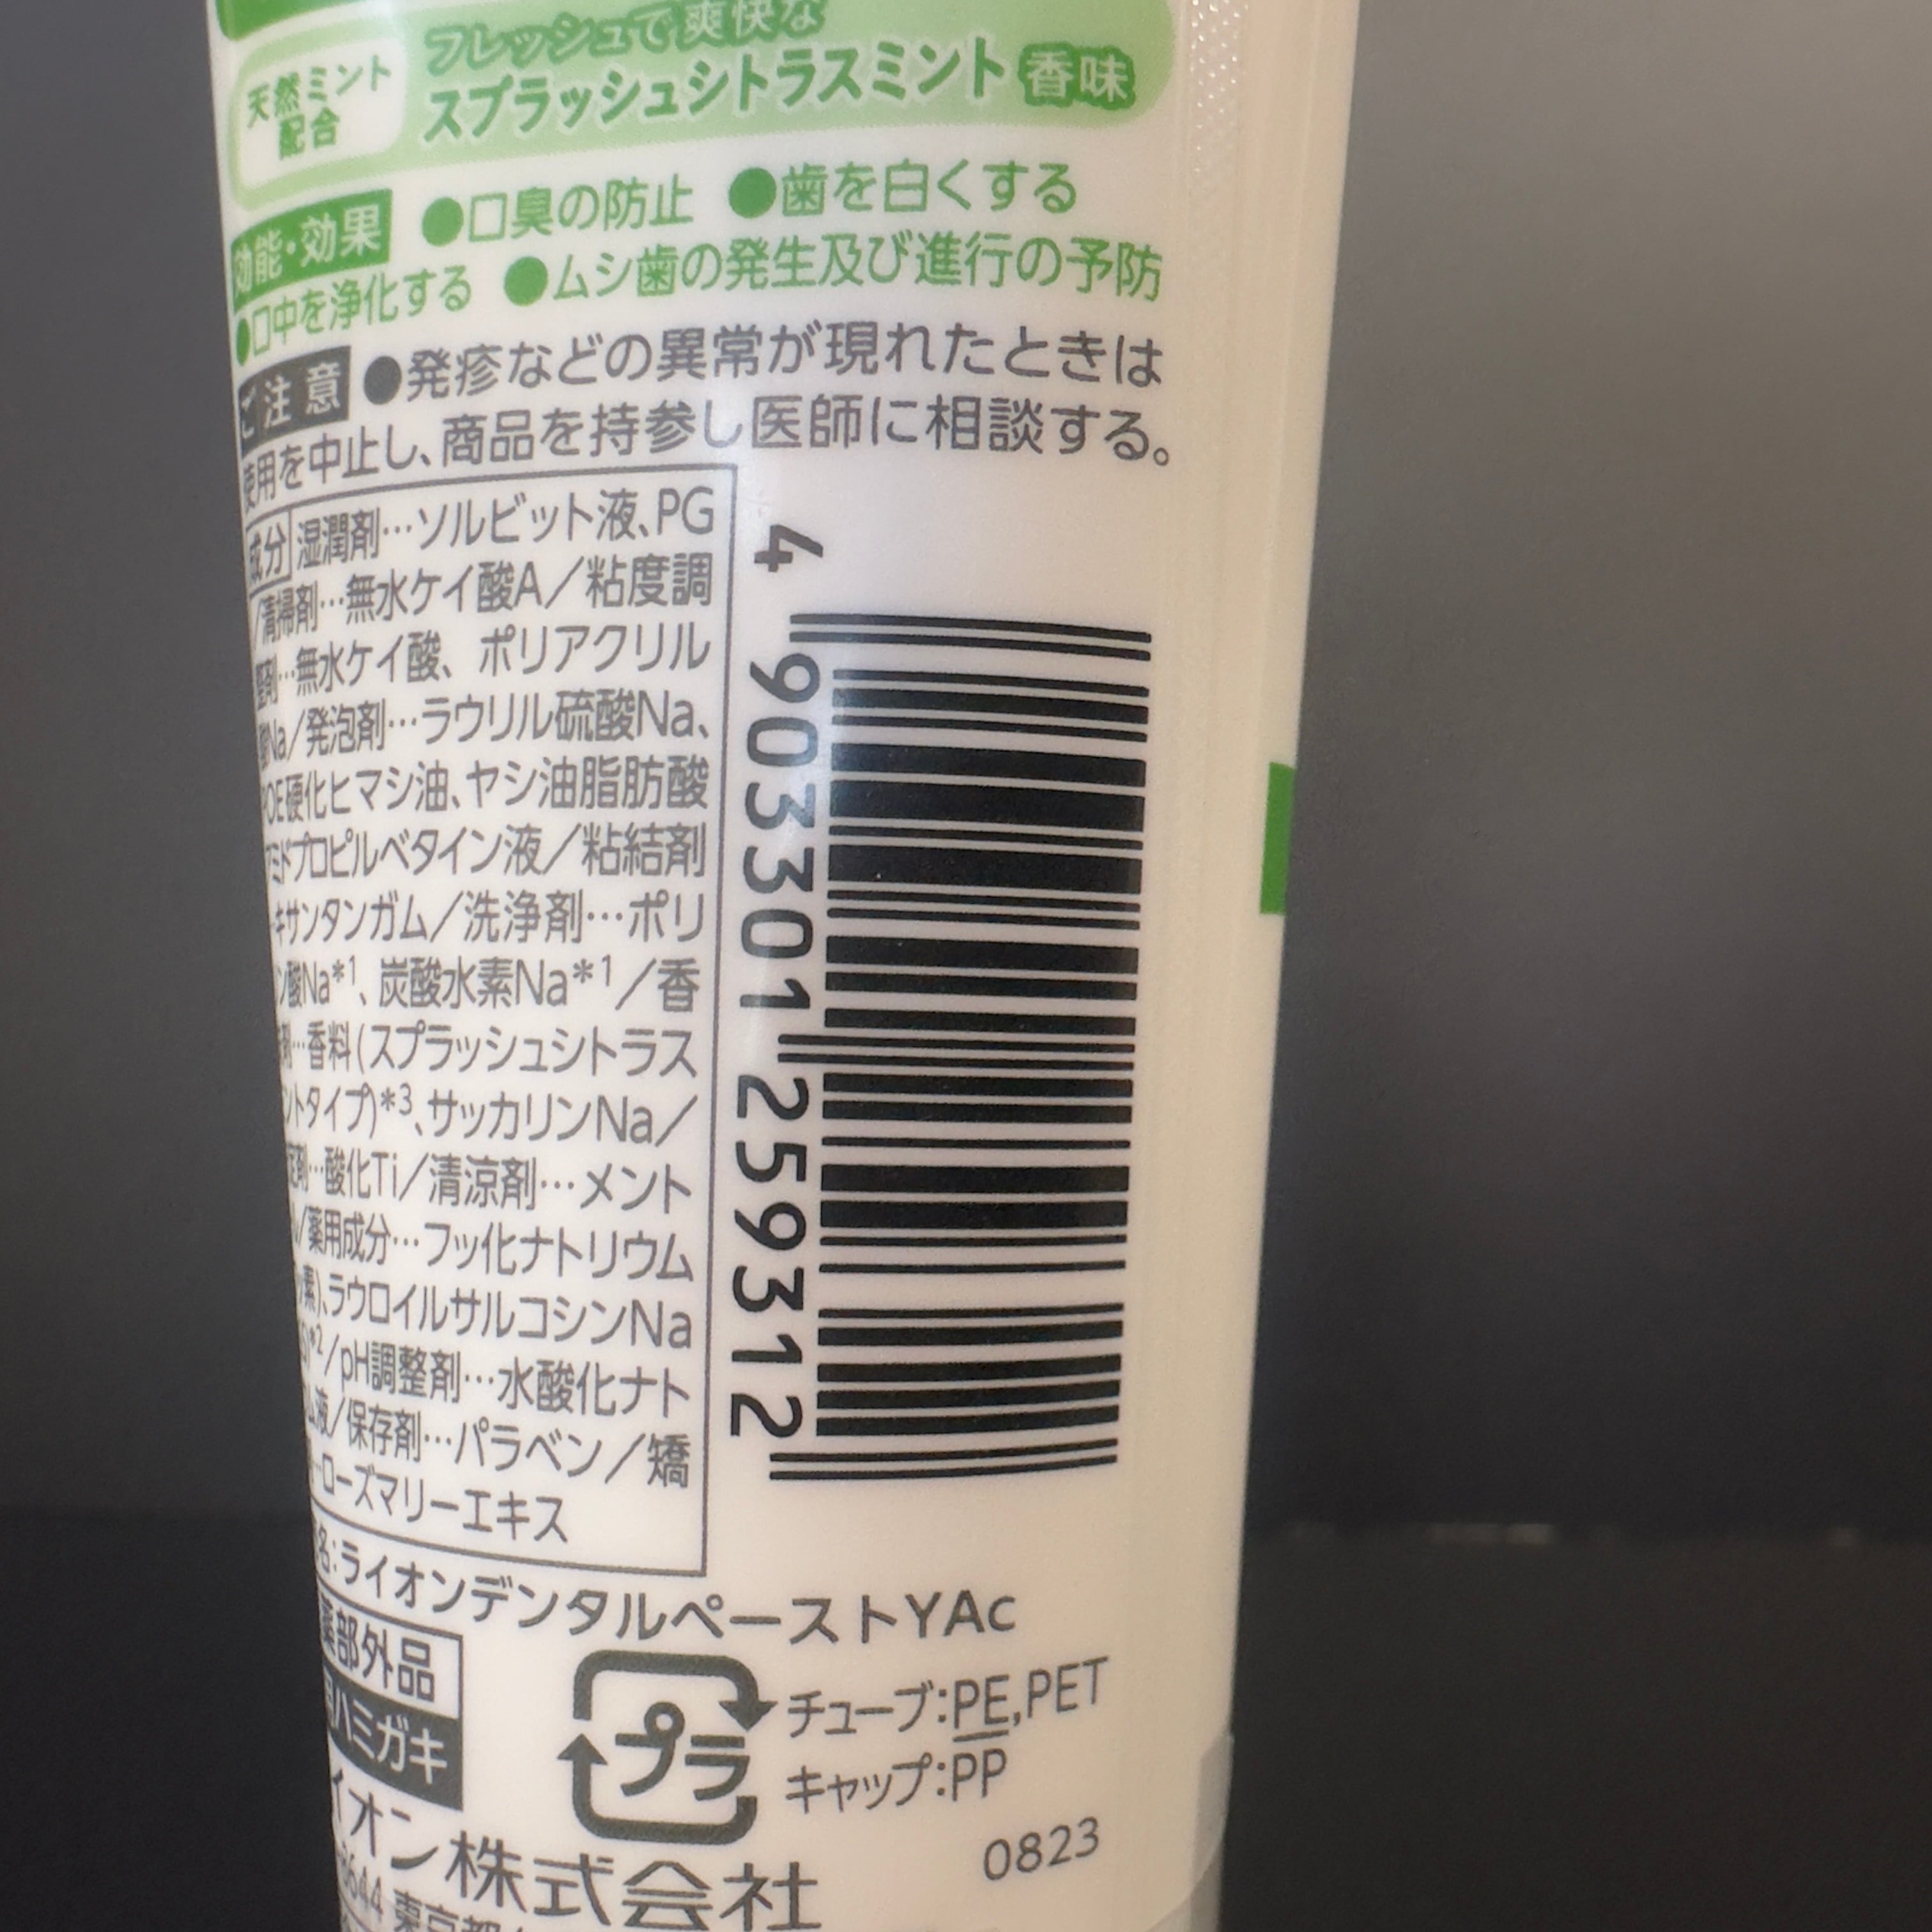 フレッシュで爽快な
天然ミント
配合
スプラッシュシトラスミント 香味
効能・効果 ●口臭の防止 ●歯を白くする
●口中を浄化する ●ムシ歯の発生及び進行の予防
ご注意 ●発疹などの異常が現れたときは
使用を中止し、商品を持参し医師に相談する。
成分 湿潤剤…ソルビット液、PG
/清掃剤…無水ケイ酸A/粘度調
整剤…無水ケイ酸、ポリアクリル
酸Na/発泡剤…ラウリル硫酸Na、
POE硬化ヒマシ油、ヤシ油脂肪酸
アミドプロピルベタイン液/粘結剤
…キサンタンガム/洗浄剤…ポリ
ン酸Na*1、炭酸水素Na*1/香
剤…香料(スプラッシュシトラス
ントタイプ)*3、サッカリンNa/
定剤…酸化Ti/清涼剤…メント
/薬用成分…フッ化ナトリウム
素)、ラウロイルサルコシンNa
*2/pH調整剤…水酸化ナト
ム液/保存剤…パラベン/矯
ローズマリーエキス
4 903301 259312
名:ライオンデンタルペーストYAc
薬部外品
ハミガキ
プラ
チューブ:PE,PET
キャップ:PP
イオン株式会社
0823
8644 東京都